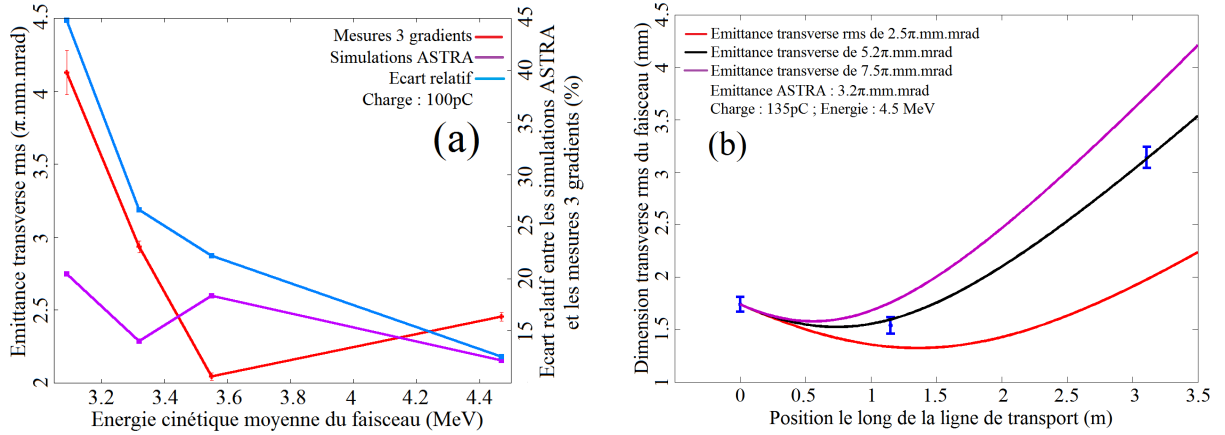 Emittance transverse rms (π.mm.mrad)
4.5
4
3.5
3
2.5
2
Mesures 3 gradients
Simulations ASTRA
Ecart relatif
Charge : 100pC
(a)
45
40
35
30
25
20
15
Ecart relatif entre les simulations ASTRA
et les mesures 3 gradients (%)
3.2 3.4 3.6 3.8 4 4.2 4.4
Energie cinétique moyenne du faisceau (MeV)
Dimension transverse rms du faisceau (mm)
4.5
4
3.5
3
2.5
2
1.5
1
Emittance transverse rms de 2.5π.mm.mrad
Emittance transverse de 5.2π.mm.mrad
Emittance transverse de 7.5π.mm.mrad
Emittance ASTRA : 3.2π.mm.mrad
Charge : 135pC ; Energie : 4.5 MeV
(b)
0 0.5 1 1.5 2 2.5 3 3.5
Position le long de la ligne de transport (m)